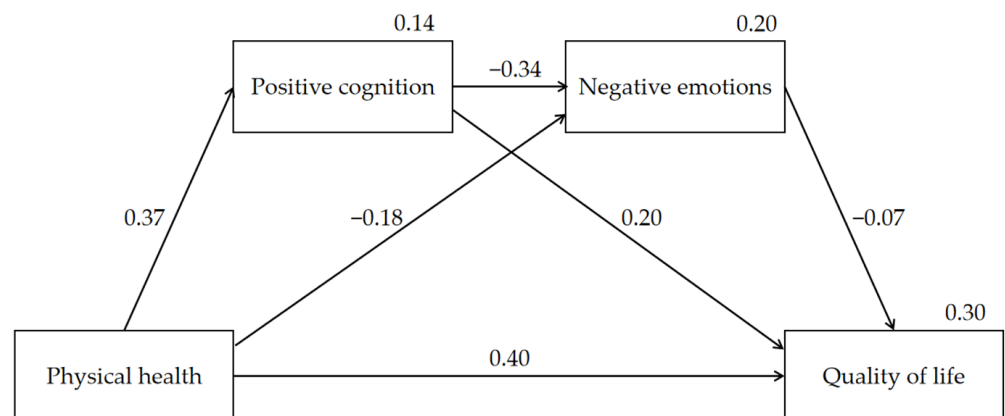 0.14
0.20
Positive cognition
−0.34
Negative emotions
0.37
−0.18
0.20
−0.07
0.30
Physical health
0.40
Quality of life